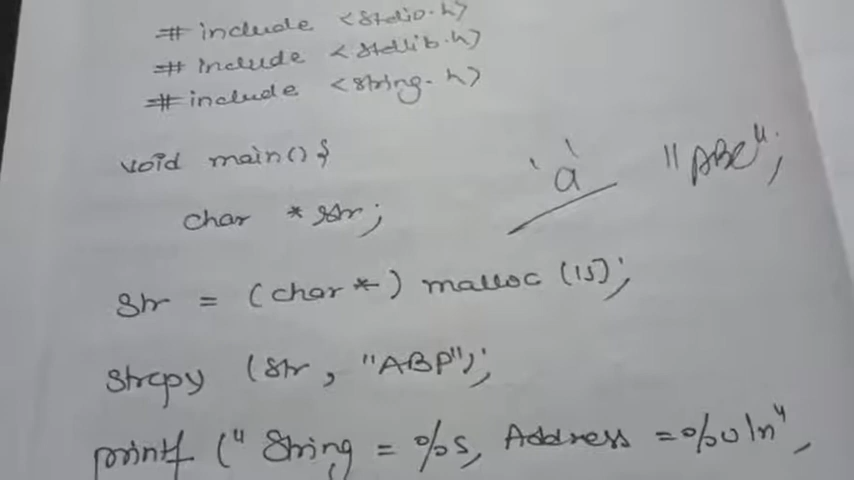 # include <stdio.h>
# include <stdlib.h>
# include <string.h>
void main() {
'a' "ABC";
char *str;
str = (char*) malloc (15);
strcpy (str, "ABP");
printf (" String = %s, Address = %u\n",